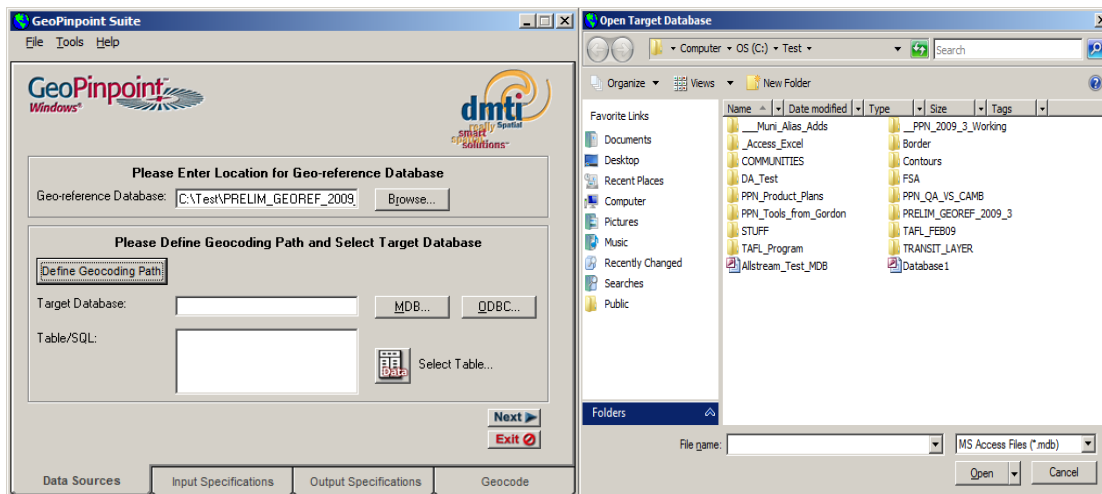 GeoPinpoint Suite
File Tools Help
GeoPinpoint™
Windows®
dmti
Spatial
smart
solutions™
Please Enter Location for Geo-reference Database
Geo-reference Database: C:\Test\PRELIM_GEOREF_2009_ Browse...
Please Define Geocoding Path and Select Target Database
Define Geocoding Path
Target Database: MDB... ODBC...
Table/SQL:
Data Select Table...
Next
Exit
Data Sources Input Specifications Output Specifications Geocode
Open Target Database
Computer OS (C:) Test Search
Organize Views New Folder
Favorite Links
Documents
Desktop
Recent Places
Computer
Pictures
Music
Recently Changed
Searches
Public
Folders
Name Date modified Type Size Tags
___Muni_Alias_Adds __PPN_2009_3_Working
_Access_Excel Border
COMMUNITIES Contours
DA_Test FSA
PPN_Product_Plans PPN_QA_VS_CAMB
PPN_Tools_from_Gordon PRELIM_GEOREF_2009_3
STUFF TAFL_FEB09
TAFL_Program TRANSIT_LAYER
Allstream_Test_MDB Database1
File name: MS Access Files (*.mdb)
Open Cancel